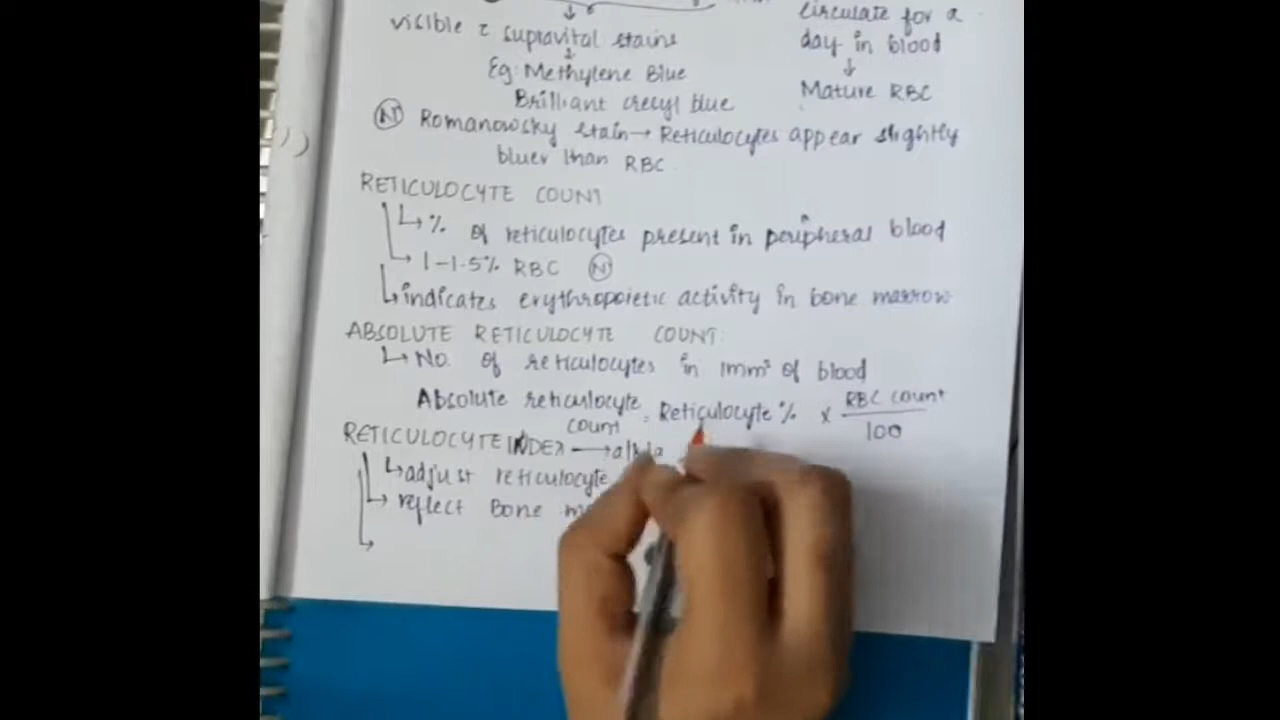 circulate for a
visible c̄ supravital stains
day in blood
Eg: Methylene Blue
Mature RBC
Brilliant crecyl blue
(N) Romanowsky stain → Reticulocytes appear slightly
bluer than RBC
RETICULOCYTE COUNT
↳ % of reticulocytes present in peripheral blood
↳ 1-1.5% RBC (N)
↳ indicates erythropoietic activity in bone marrow
ABSOLUTE RETICULOCYTE COUNT:
↳ No. of reticulocytes in 1mm³ of blood
Absolute reticulocyte count = Reticulocyte % x RBC count / 100
RETICULOCYTE INDEX →
↳ adjust reticulocyte
↳ reflect Bone